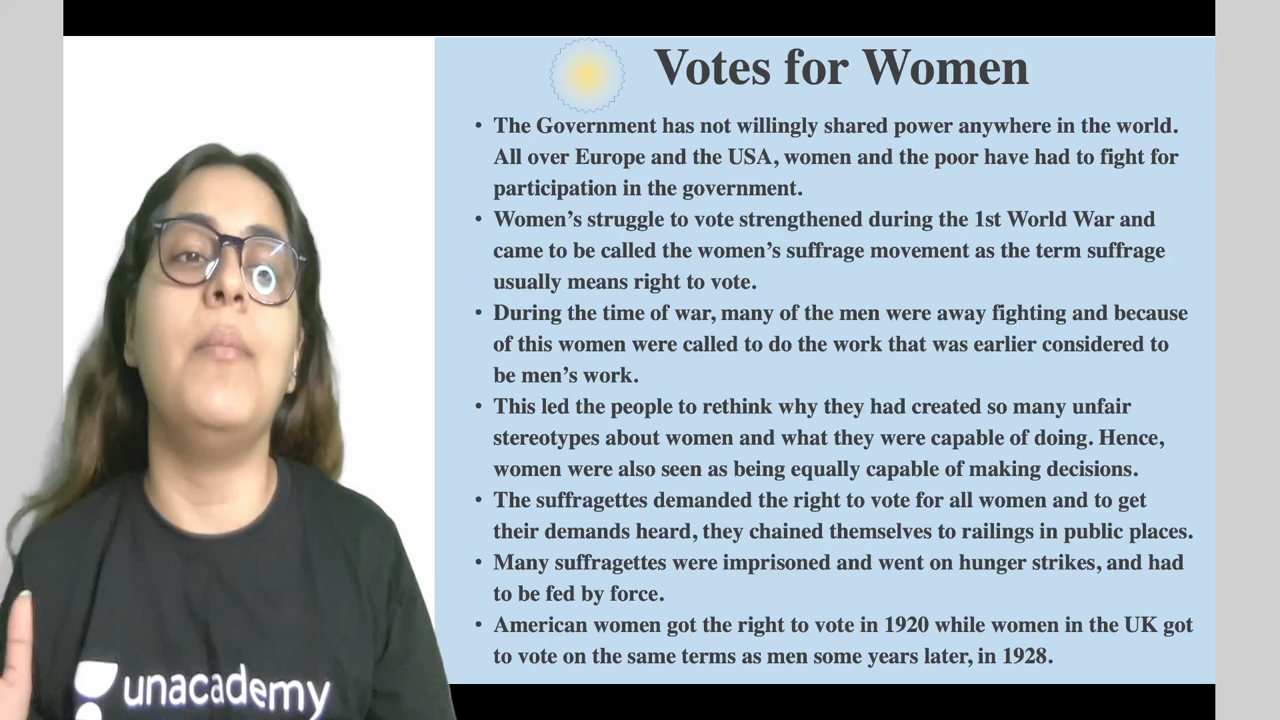 Votes for Women
• The Government has not willingly shared power anywhere in the world.
All over Europe and the USA, women and the poor have had to fight for
participation in the government.
• Women's struggle to vote strengthened during the 1st World War and
came to be called the women's suffrage movement as the term suffrage
usually means right to vote.
• During the time of war, many of the men were away fighting and because
of this women were called to do the work that was earlier considered to
be men's work.
• This led the people to rethink why they had created so many unfair
stereotypes about women and what they were capable of doing. Hence,
women were also seen as being equally capable of making decisions.
• The suffragettes demanded the right to vote for all women and to get
their demands heard, they chained themselves to railings in public places.
• Many suffragettes were imprisoned and went on hunger strikes, and had
to be fed by force.
• American women got the right to vote in 1920 while women in the UK got
to vote on the same terms as men some years later, in 1928.
unacademy